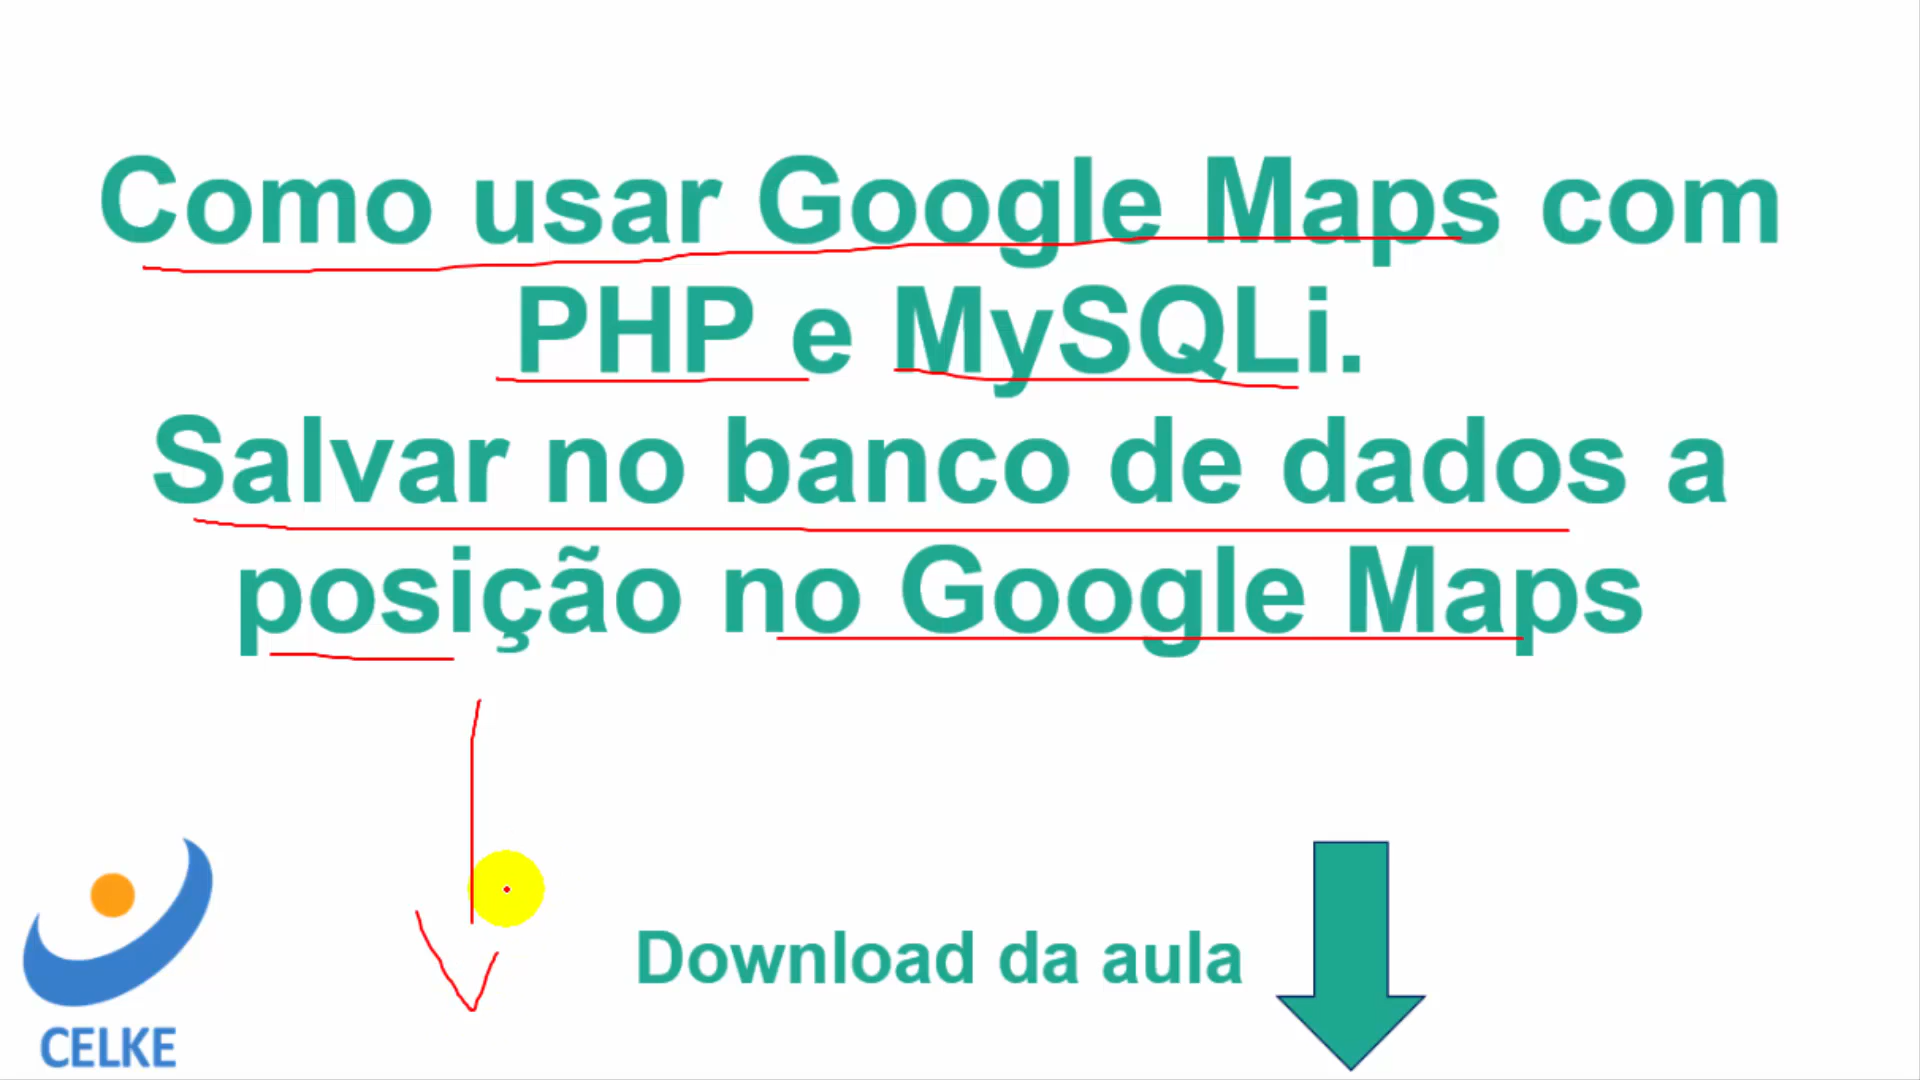 Como usar Google Maps com
PHP e MySQLi.
Salvar no banco de dados a
posição no Google Maps
Download da aula
CELKE